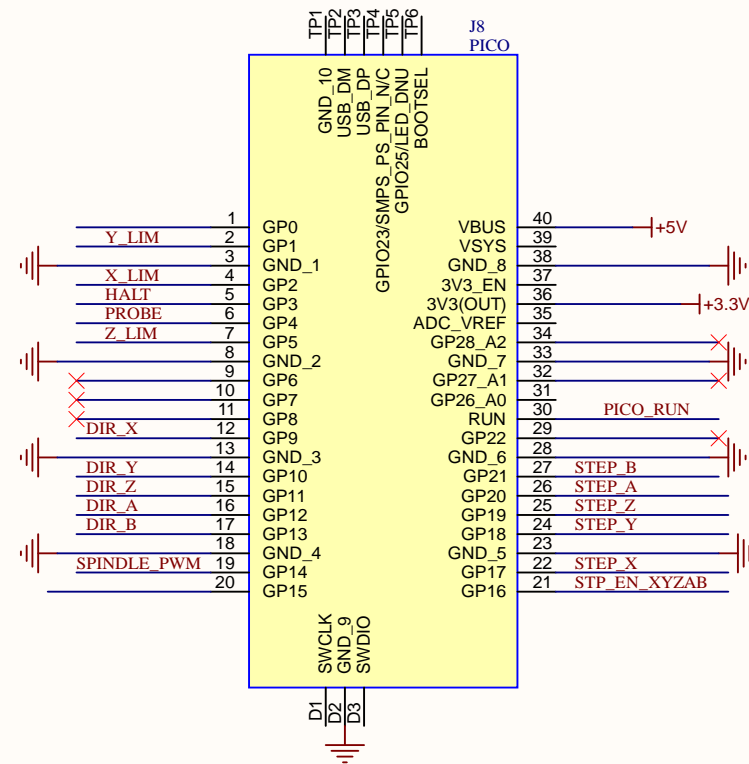 TP1 TP2 TP3 TP4 TP5 TP6
J8
PICO
GND_10
USB_DM
USB_DP
GPIO23/SMPS_PS_PIN_N/C
GPIO25/LED_DNU
BOOTSEL
1 GP0 VBUS 40 +5V
Y_LIM 2 GP1 VSYS 39
3 GND_1 GND_8 38
X_LIM 4 GP2 3V3_EN 37
HALT 5 GP3 3V3(OUT) 36 +3.3V
PROBE 6 GP4 ADC_VREF 35
Z_LIM 7 GP5 GP28_A2 34
8 GND_2 GND_7 33
9 GP6 GP27_A1 32
10 GP7 GP26_A0 31
11 GP8 RUN 30 PICO_RUN
DIR_X 12 GP9 GP22 29
13 GND_3 GND_6 28
DIR_Y 14 GP10 GP21 27 STEP_B
DIR_Z 15 GP11 GP20 26 STEP_A
DIR_A 16 GP12 GP19 25 STEP_Z
DIR_B 17 GP13 GP18 24 STEP_Y
18 GND_4 GND_5 23
SPINDLE_PWM 19 GP14 GP17 22 STEP_X
20 GP15 GP16 21 STP_EN_XYZAB
SWCLK
GND_9
SWDIO
D1 D2 D3